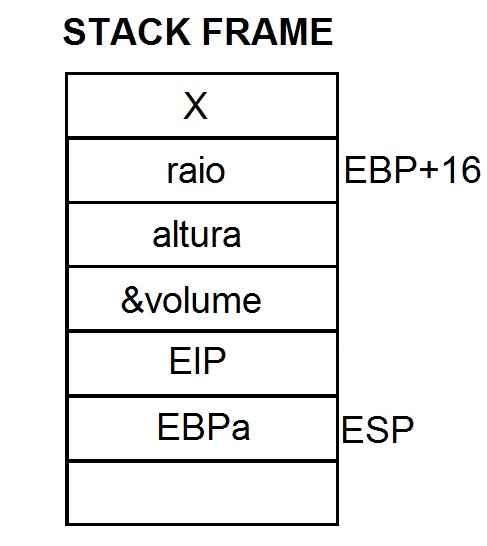 STACK FRAME
X
raio EBP+16
altura
&volume
EIP
EBPa ESP